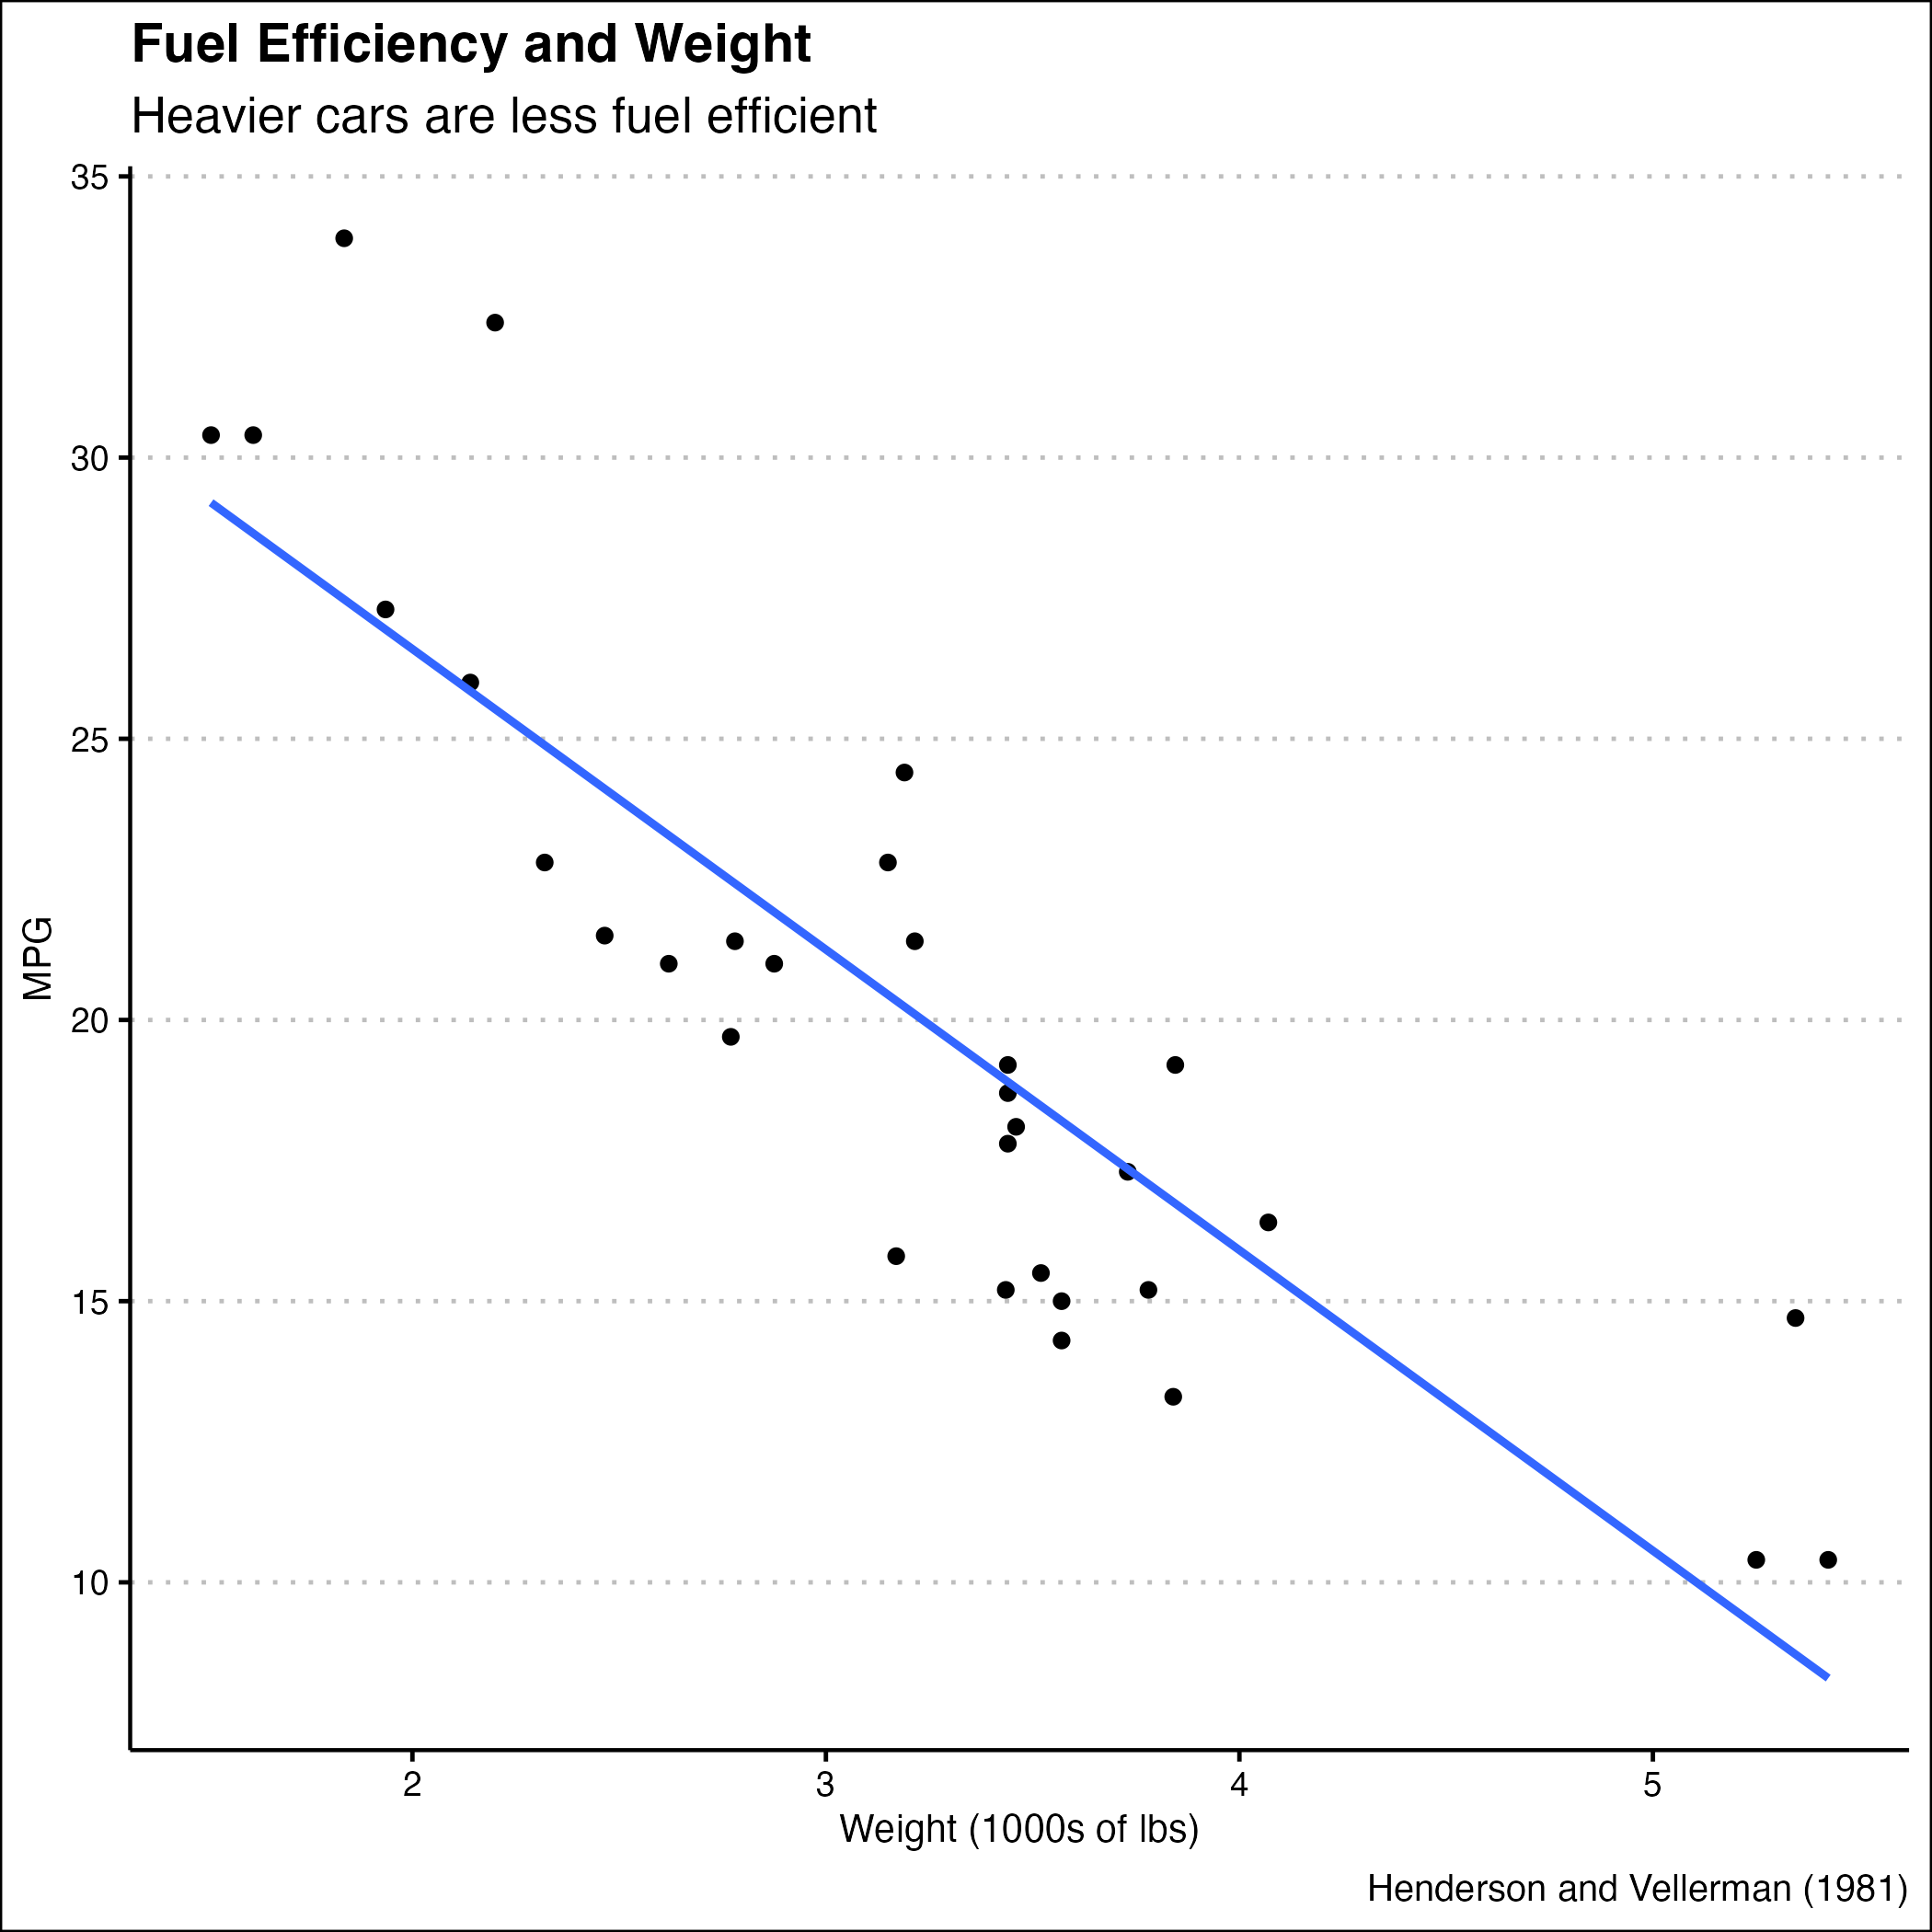 Fuel Efficiency and Weight
Heavier cars are less fuel efficient
35
30
25
20
15
10
MPG
2 3 4 5
Weight (1000s of lbs)
Henderson and Vellerman (1981)